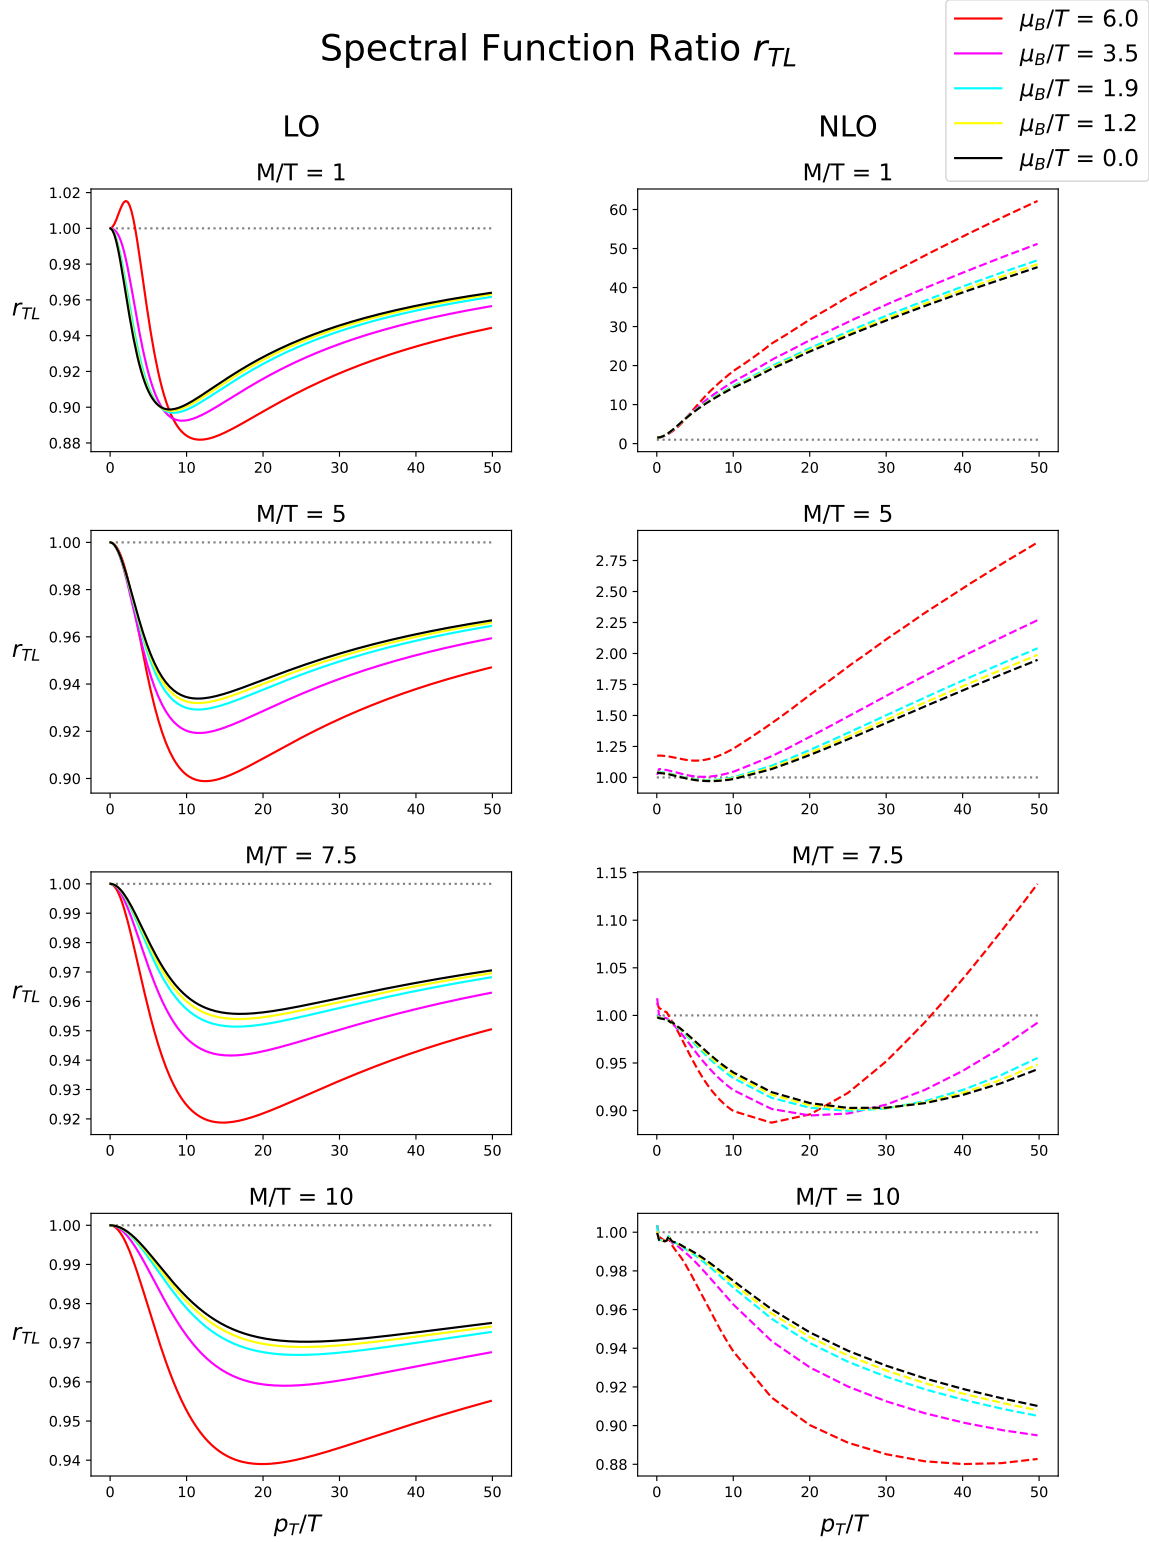 Spectral Function Ratio r_TL
μ_B/T = 6.0
μ_B/T = 3.5
μ_B/T = 1.9
μ_B/T = 1.2
μ_B/T = 0.0
LO
NLO
M/T = 1
r_TL
1.02
1.00
0.98
0.96
0.94
0.92
0.90
0.88
0 10 20 30 40 50
M/T = 1
60
50
40
30
20
10
0
0 10 20 30 40 50
M/T = 5
r_TL
1.00
0.98
0.96
0.94
0.92
0.90
0 10 20 30 40 50
M/T = 5
2.75
2.50
2.25
2.00
1.75
1.50
1.25
1.00
0 10 20 30 40 50
M/T = 7.5
r_TL
1.00
0.99
0.98
0.97
0.96
0.95
0.94
0.93
0.92
0 10 20 30 40 50
M/T = 7.5
1.15
1.10
1.05
1.00
0.95
0.90
0 10 20 30 40 50
M/T = 10
r_TL
1.00
0.99
0.98
0.97
0.96
0.95
0.94
0 10 20 30 40 50
p_T/T
M/T = 10
1.00
0.98
0.96
0.94
0.92
0.90
0.88
0 10 20 30 40 50
p_T/T